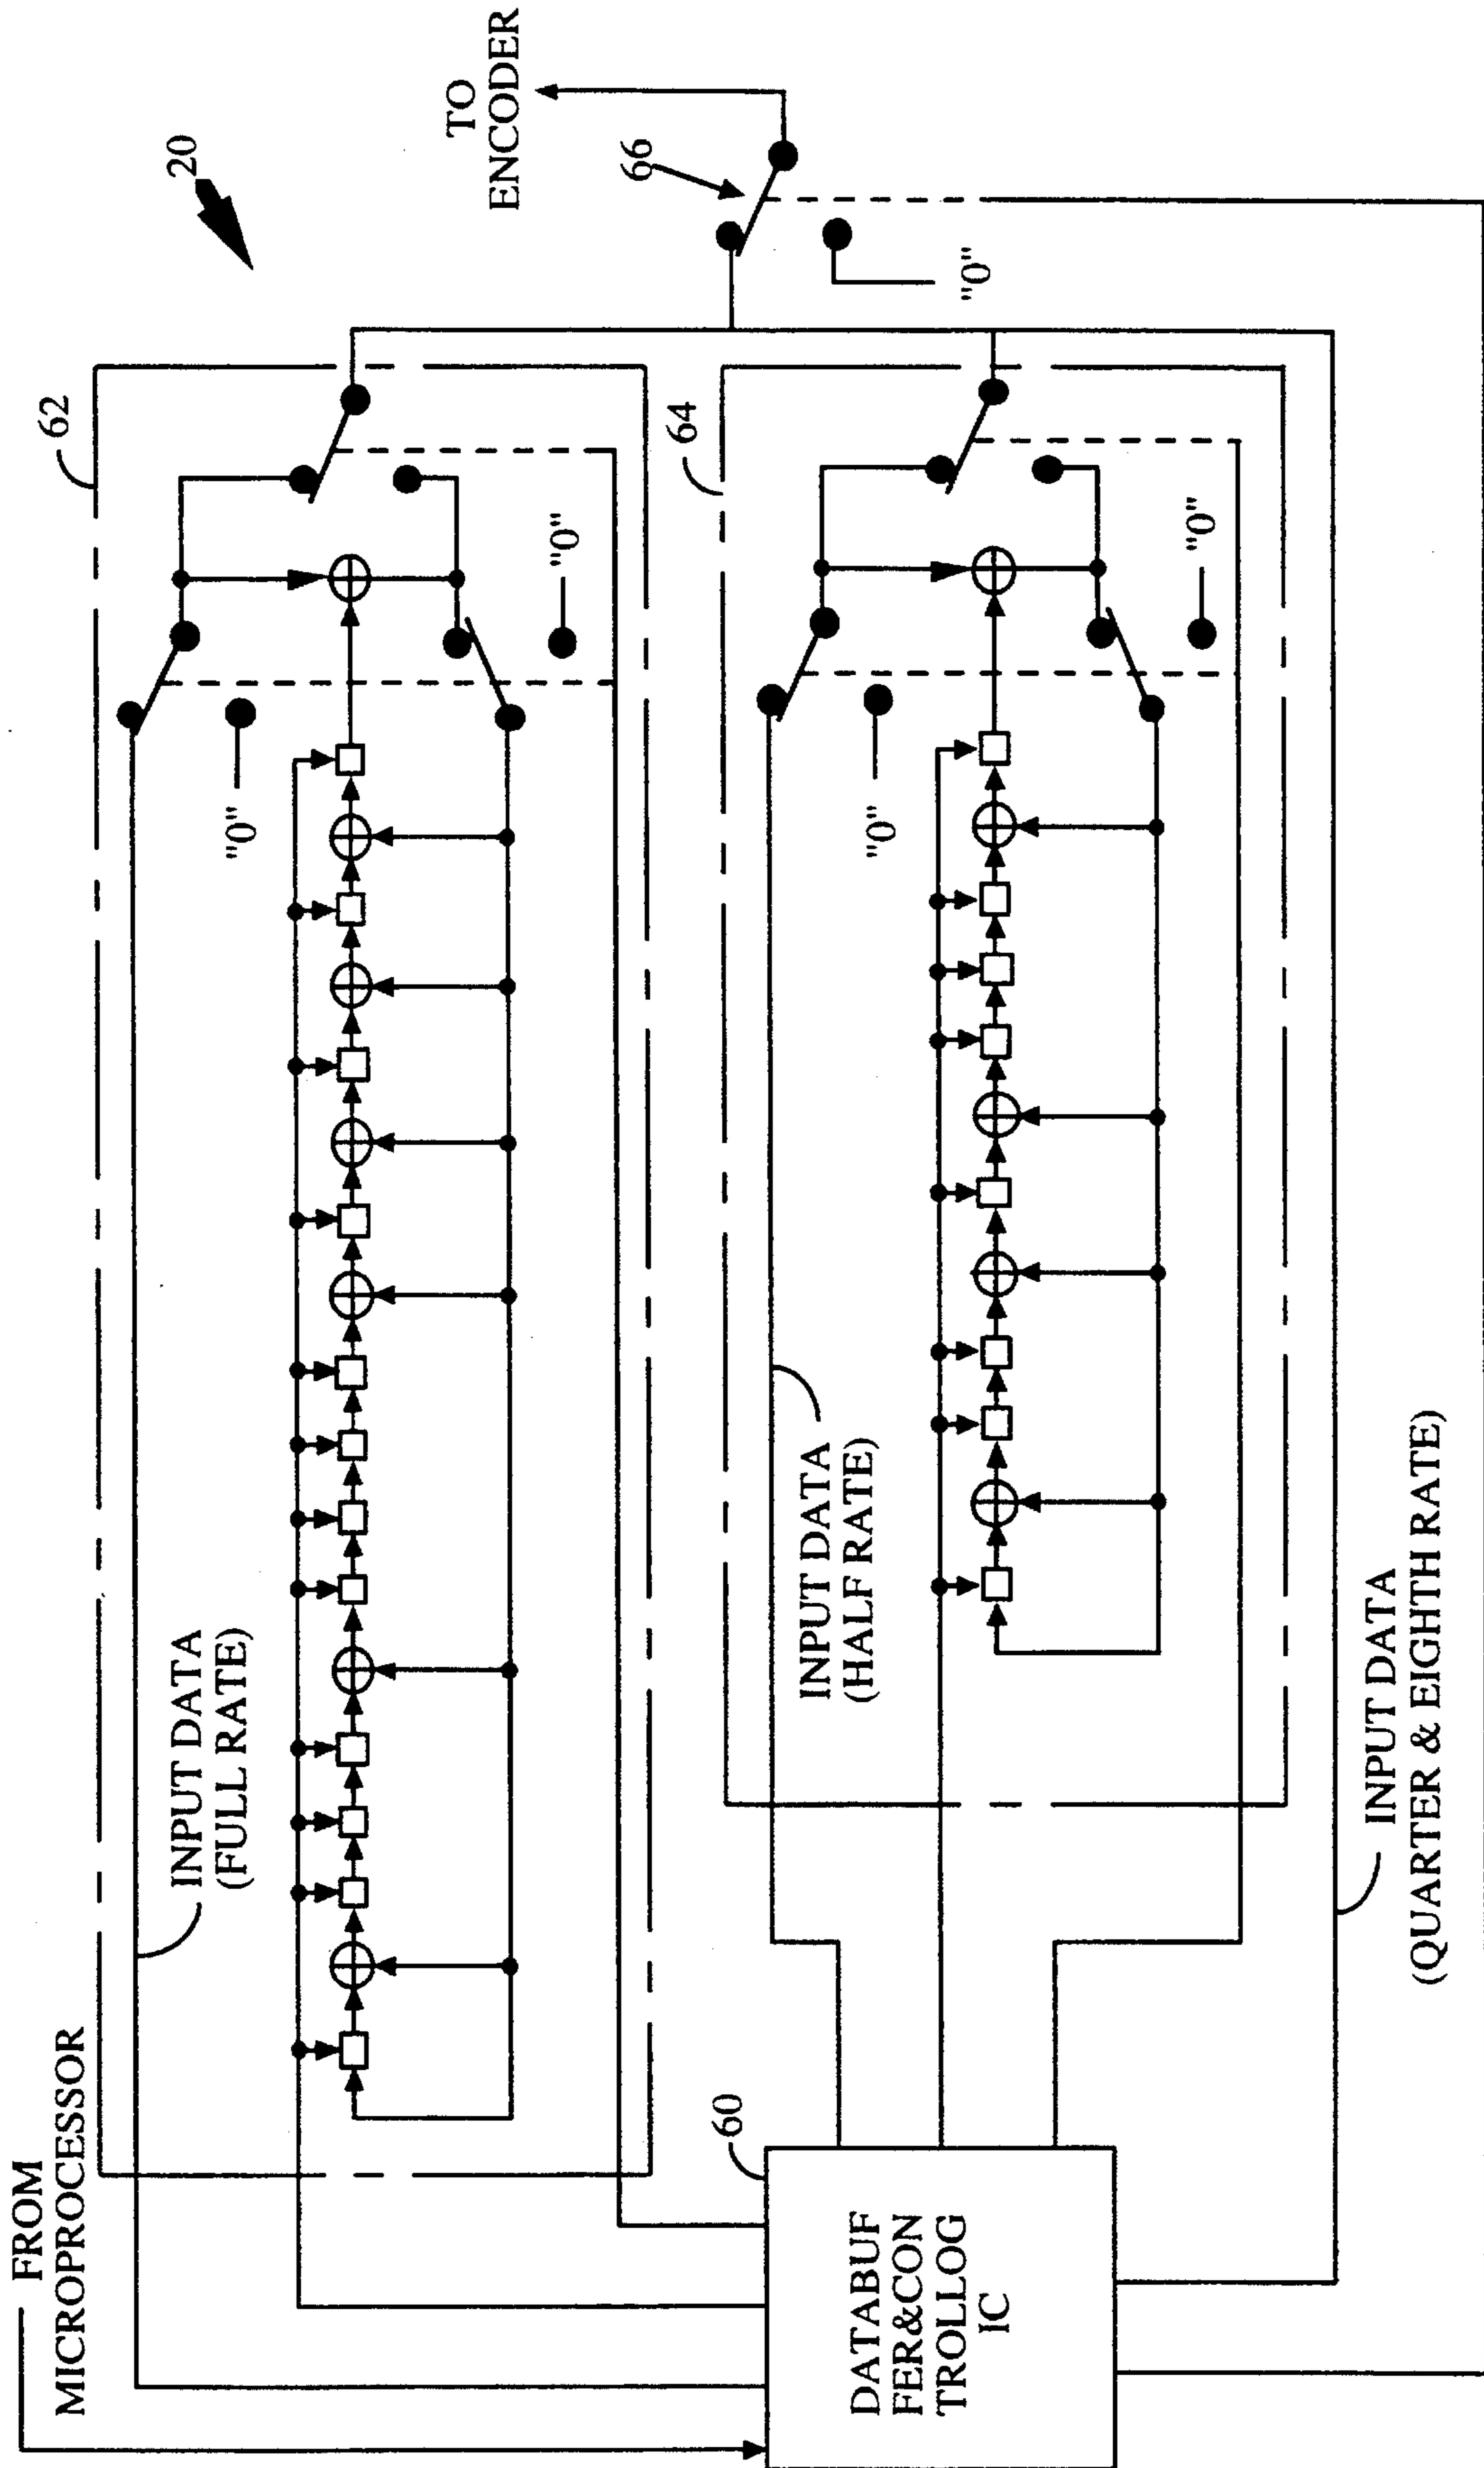 FROM
MICROPROCESSOR
INPUT DATA
(FULL RATE)
62
20
"0"
"0"
TO
ENCODER
66
"0"
60
DATABUF
FER&CON
TROLLOG
IC
INPUT DATA
(HALF RATE)
64
"0"
"0"
INPUT DATA
(QUARTER & EIGHTH RATE)